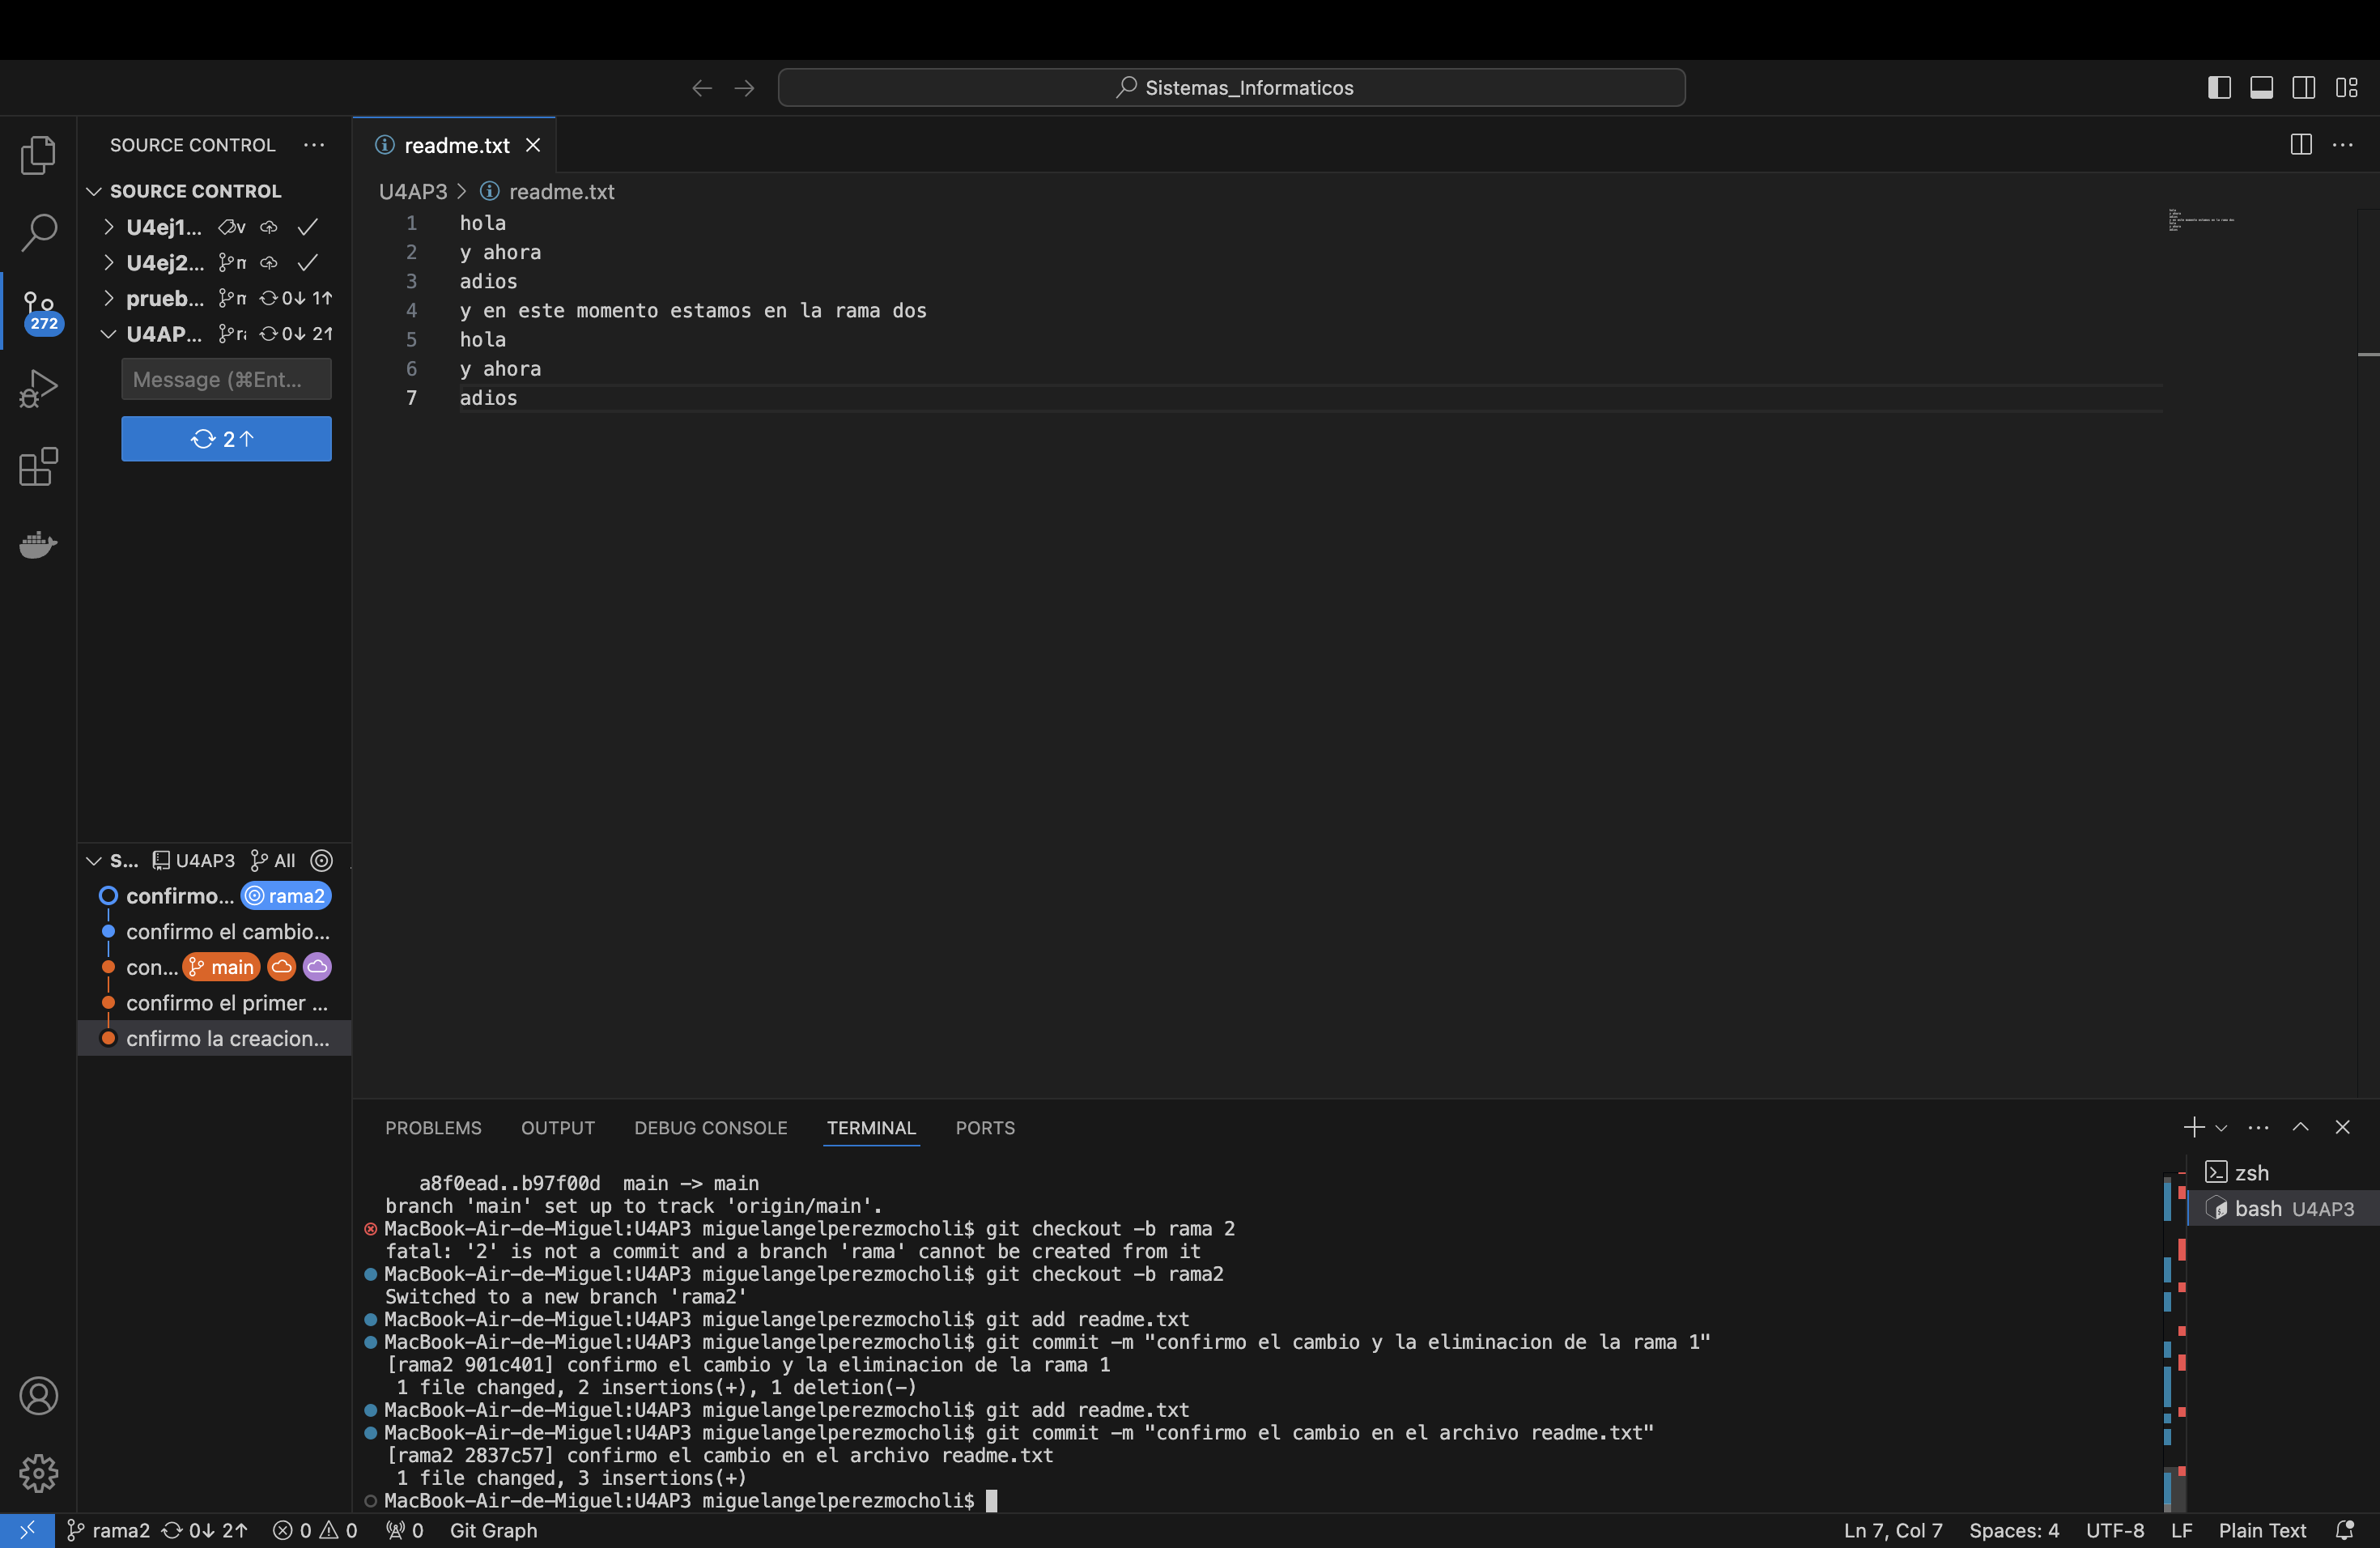 Sistemas_Informaticos
SOURCE CONTROL
SOURCE CONTROL
U4ej1... v
U4ej2...
prueb... 0↓ 1↑
U4AP... 0↓ 2↑
Message (⌘Ent...
2↑
272
S... U4AP3 All
confirmo... rama2
confirmo el cambio...
con... main
confirmo el primer ...
cnfirmo la creacion...
readme.txt
U4AP3 > readme.txt
1 hola
2 y ahora
3 adios
4 y en este momento estamos en la rama dos
5 hola
6 y ahora
7 adios
PROBLEMS OUTPUT DEBUG CONSOLE TERMINAL PORTS
a8f0ead..b97f00d  main -> main
branch 'main' set up to track 'origin/main'.
MacBook-Air-de-Miguel:U4AP3 miguelangelperezmocholi$ git checkout -b rama 2
fatal: '2' is not a commit and a branch 'rama' cannot be created from it
MacBook-Air-de-Miguel:U4AP3 miguelangelperezmocholi$ git checkout -b rama2
Switched to a new branch 'rama2'
MacBook-Air-de-Miguel:U4AP3 miguelangelperezmocholi$ git add readme.txt
MacBook-Air-de-Miguel:U4AP3 miguelangelperezmocholi$ git commit -m "confirmo el cambio y la eliminacion de la rama 1"
[rama2 901c401] confirmo el cambio y la eliminacion de la rama 1
1 file changed, 2 insertions(+), 1 deletion(-)
MacBook-Air-de-Miguel:U4AP3 miguelangelperezmocholi$ git add readme.txt
MacBook-Air-de-Miguel:U4AP3 miguelangelperezmocholi$ git commit -m "confirmo el cambio en el archivo readme.txt"
[rama2 2837c57] confirmo el cambio en el archivo readme.txt
1 file changed, 3 insertions(+)
MacBook-Air-de-Miguel:U4AP3 miguelangelperezmocholi$
zsh
bash U4AP3
rama2 0↓ 2↑ 0 0 0 Git Graph
Ln 7, Col 7 Spaces: 4 UTF-8 LF Plain Text